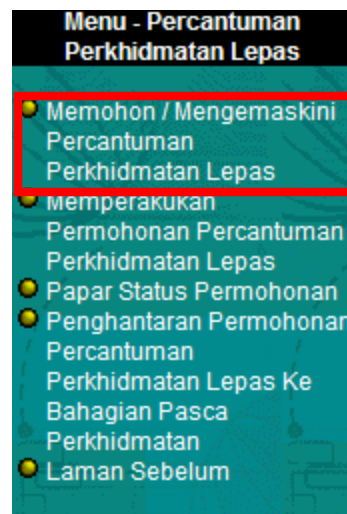 Menu - Percantuman
Perkhidmatan Lepas
Memohon / Mengemaskini
Percantuman
Perkhidmatan Lepas
Memperakukan
Permohonan Percantuman
Perkhidmatan Lepas
Papar Status Permohonan
Penghantaran Permohonan
Percantuman
Perkhidmatan Lepas Ke
Bahagian Pasca
Perkhidmatan
Laman Sebelum